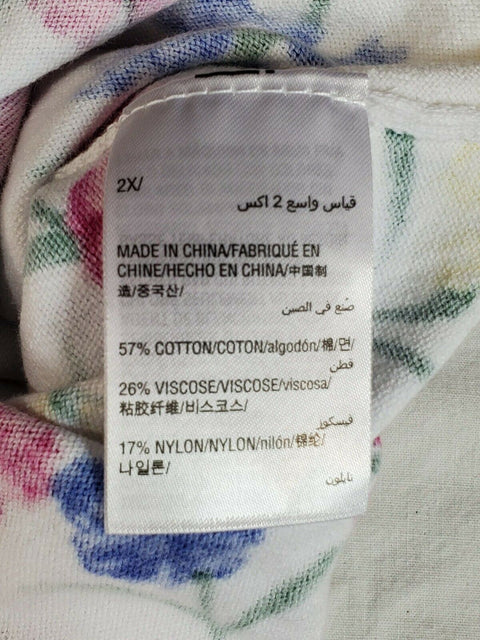 2X/
قياس واسع 2 اكس
MADE IN CHINA/FABRIQUÉ EN
CHINE/HECHO EN CHINA/中国制
造/중국산/
صُنع في الصين
57% COTTON/COTON/algodón/棉/면/
قطن
26% VISCOSE/VISCOSE/viscosa/
粘胶纤维/비스코스/
فيسكوز
17% NYLON/NYLON/nilón/锦纶/
나일론/
نايلون